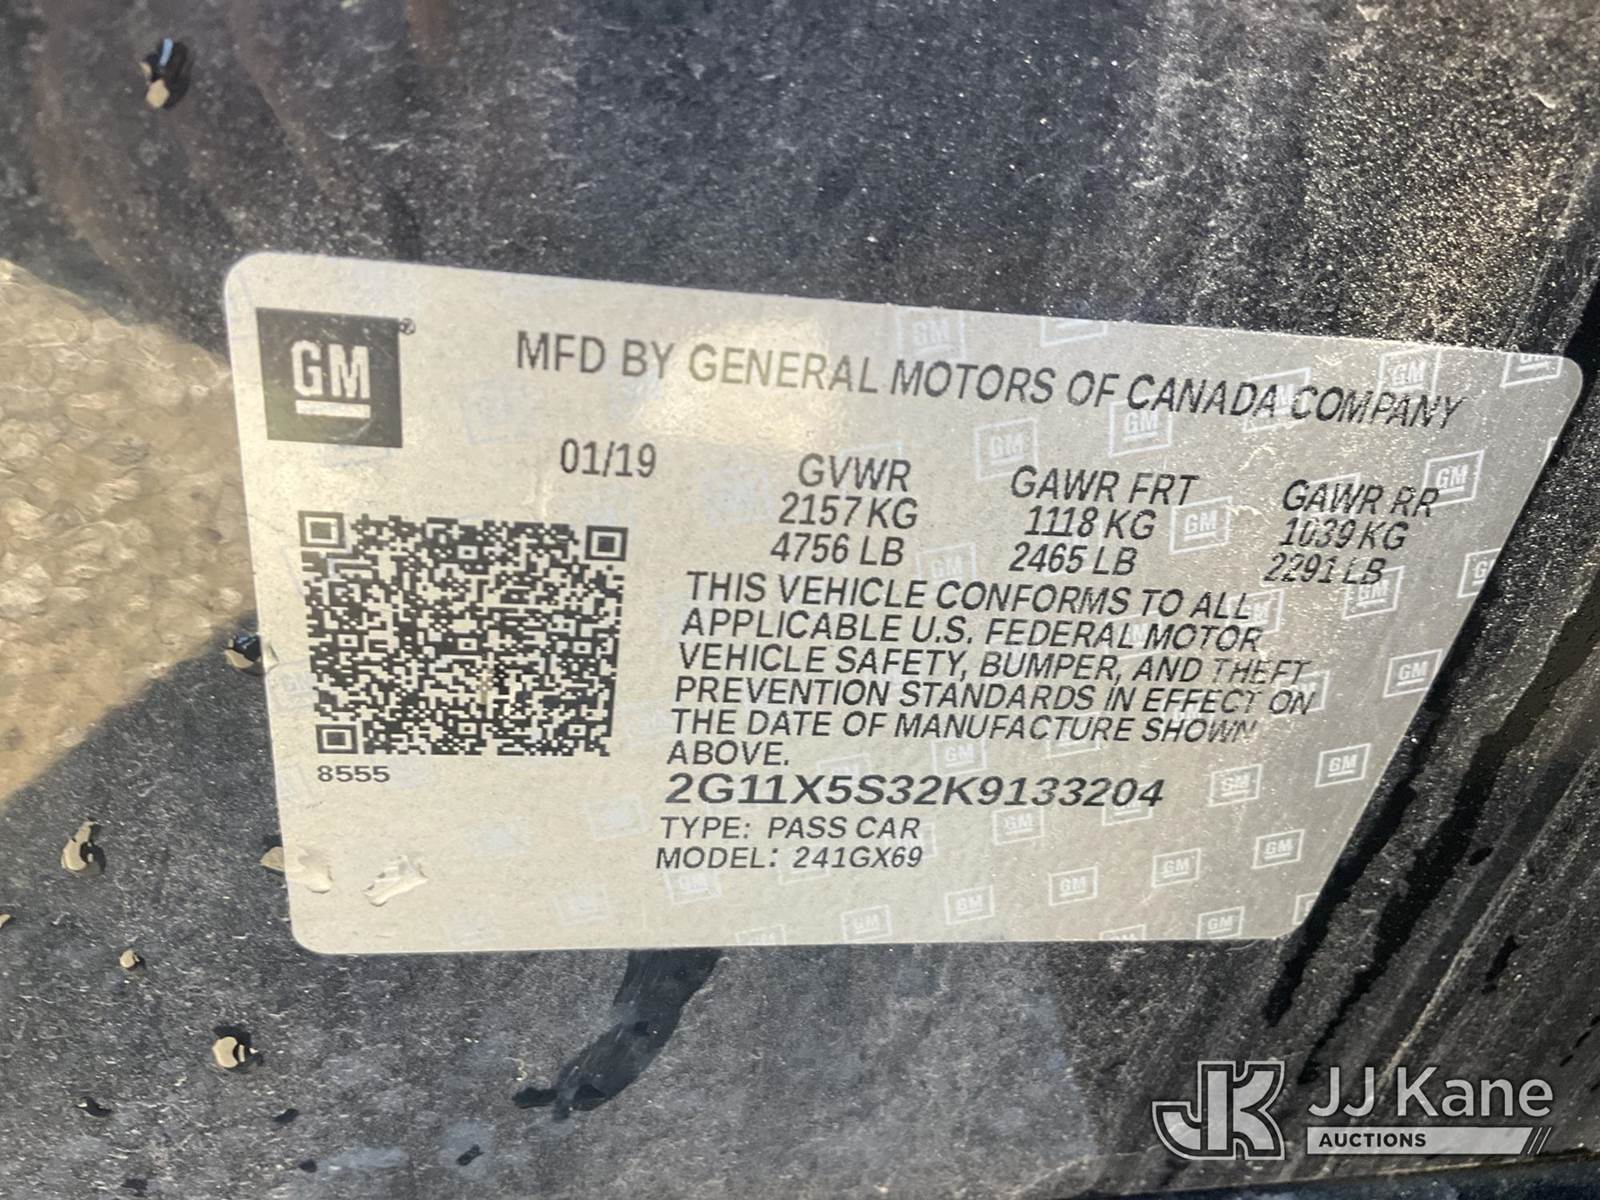 GM
MFD BY GENERAL MOTORS OF CANADA COMPANY
01/19
GVWR
2157 KG
4756 LB
GAWR FRT
1118 KG
2465 LB
GAWR RR
1039 KG
2291 LB
THIS VEHICLE CONFORMS TO ALL
APPLICABLE U.S. FEDERAL MOTOR
VEHICLE SAFETY, BUMPER, AND THEFT
PREVENTION STANDARDS IN EFFECT ON
THE DATE OF MANUFACTURE SHOWN
ABOVE.
8555
2G11X5S32K9133204
TYPE: PASS CAR
MODEL: 241GX69
JK JJ Kane
AUCTIONS